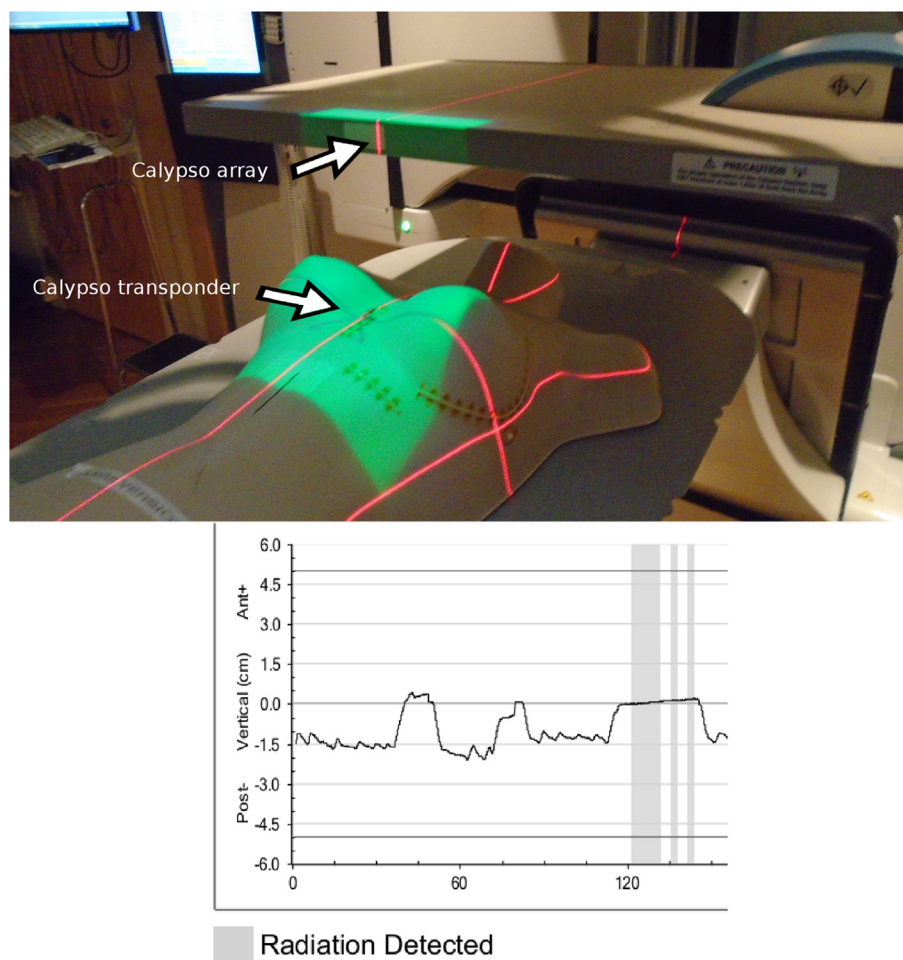 Calypso array
⚠ PRECAUTION
Calypso transponder
6.0
4.5
3.0
1.5
0.0
-1.5
-3.0
-4.5
-6.0
Ant+
Vertical (cm)
Post-
0
60
120
Radiation Detected